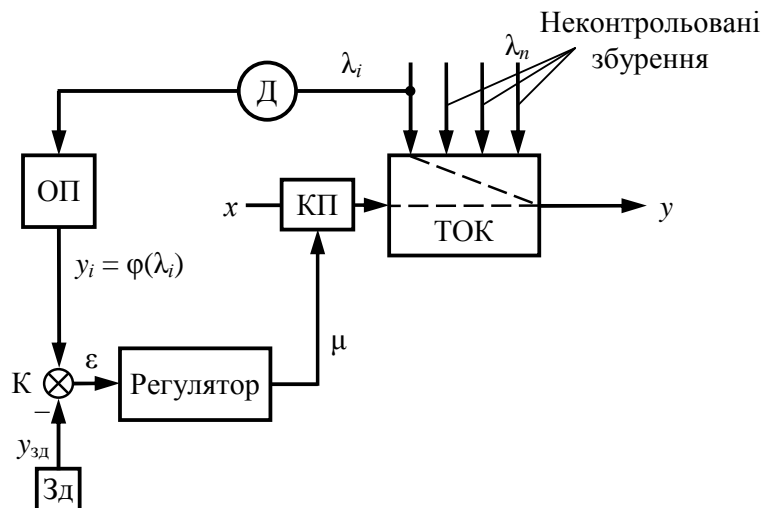 Неконтрольовані
збурення
λi
λn
Д
ОП
x
КП
ТОК
y
yi = φ(λi)
μ
ε
К
Регулятор
–
yзд
Зд